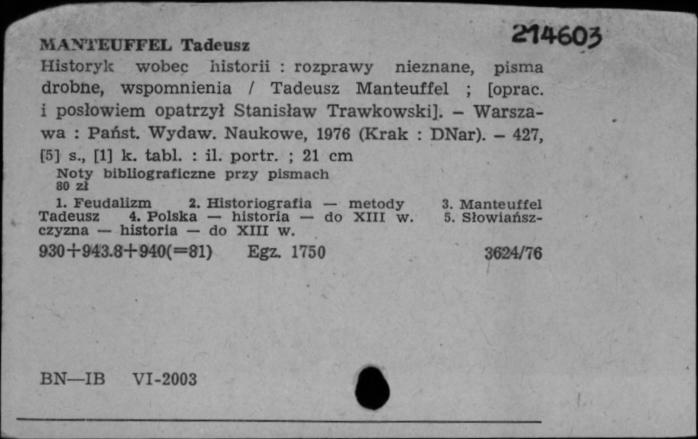 214603
MANTEUFFEL Tadeusz
Historyk wobec historii : rozprawy nieznane, pisma
drobne, wspomnienia / Tadeusz Manteuffel ; [oprac.
i posłowiem opatrzył Stanisław Trawkowski]. — Warsza-
wa : Państ. Wydaw. Naukowe, 1976 (Krak : DNar). — 427,
[5] s., [1] k. tabl. : il. portr. ; 21 cm
Noty bibliograficzne przy pismach
80 zł
1. Feudalizm 2. Historiografia — metody 3. Manteuffel
Tadeusz 4. Polska — historia — do XIII w. 5. Słowiańsz-
czyzna — historia — do XIII w.
930+943.8+940(=81) Egz. 1750 3624/76
BN—IB VI-2003